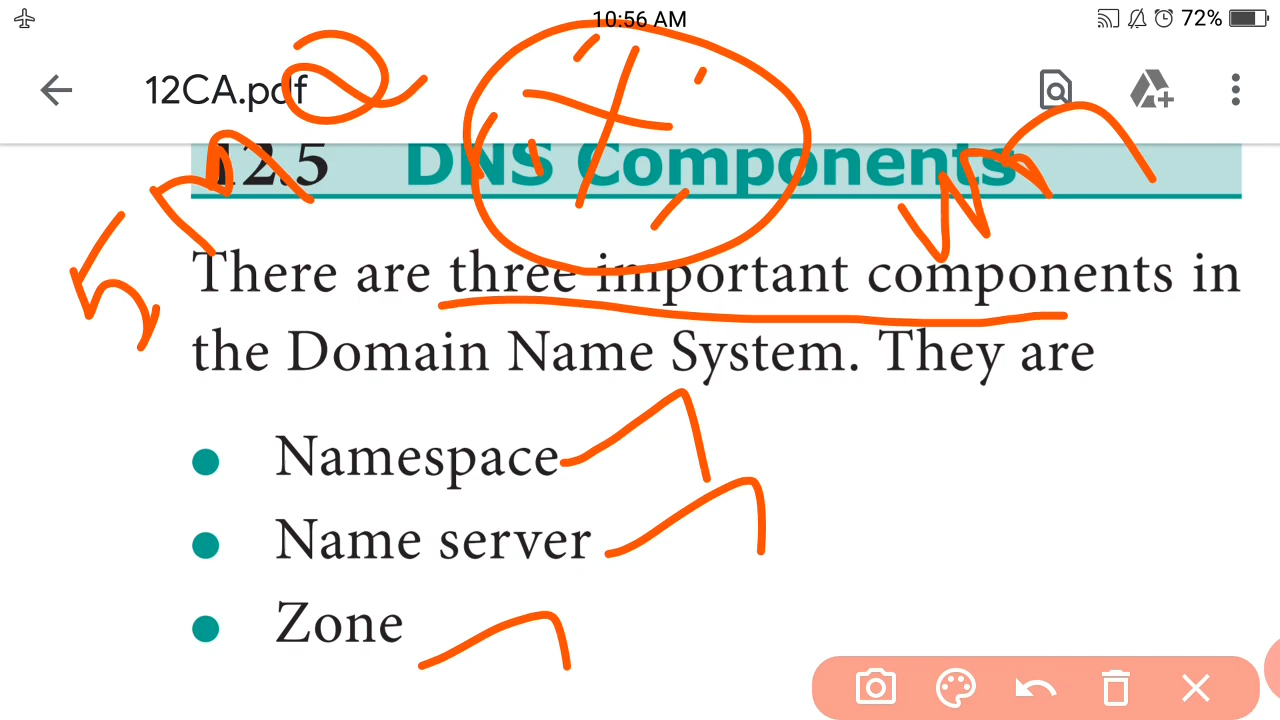 10:56 AM
72%
12CA.pdf
12.5 DNS Components
There are three important components in
the Domain Name System. They are
Namespace
Name server
Zone